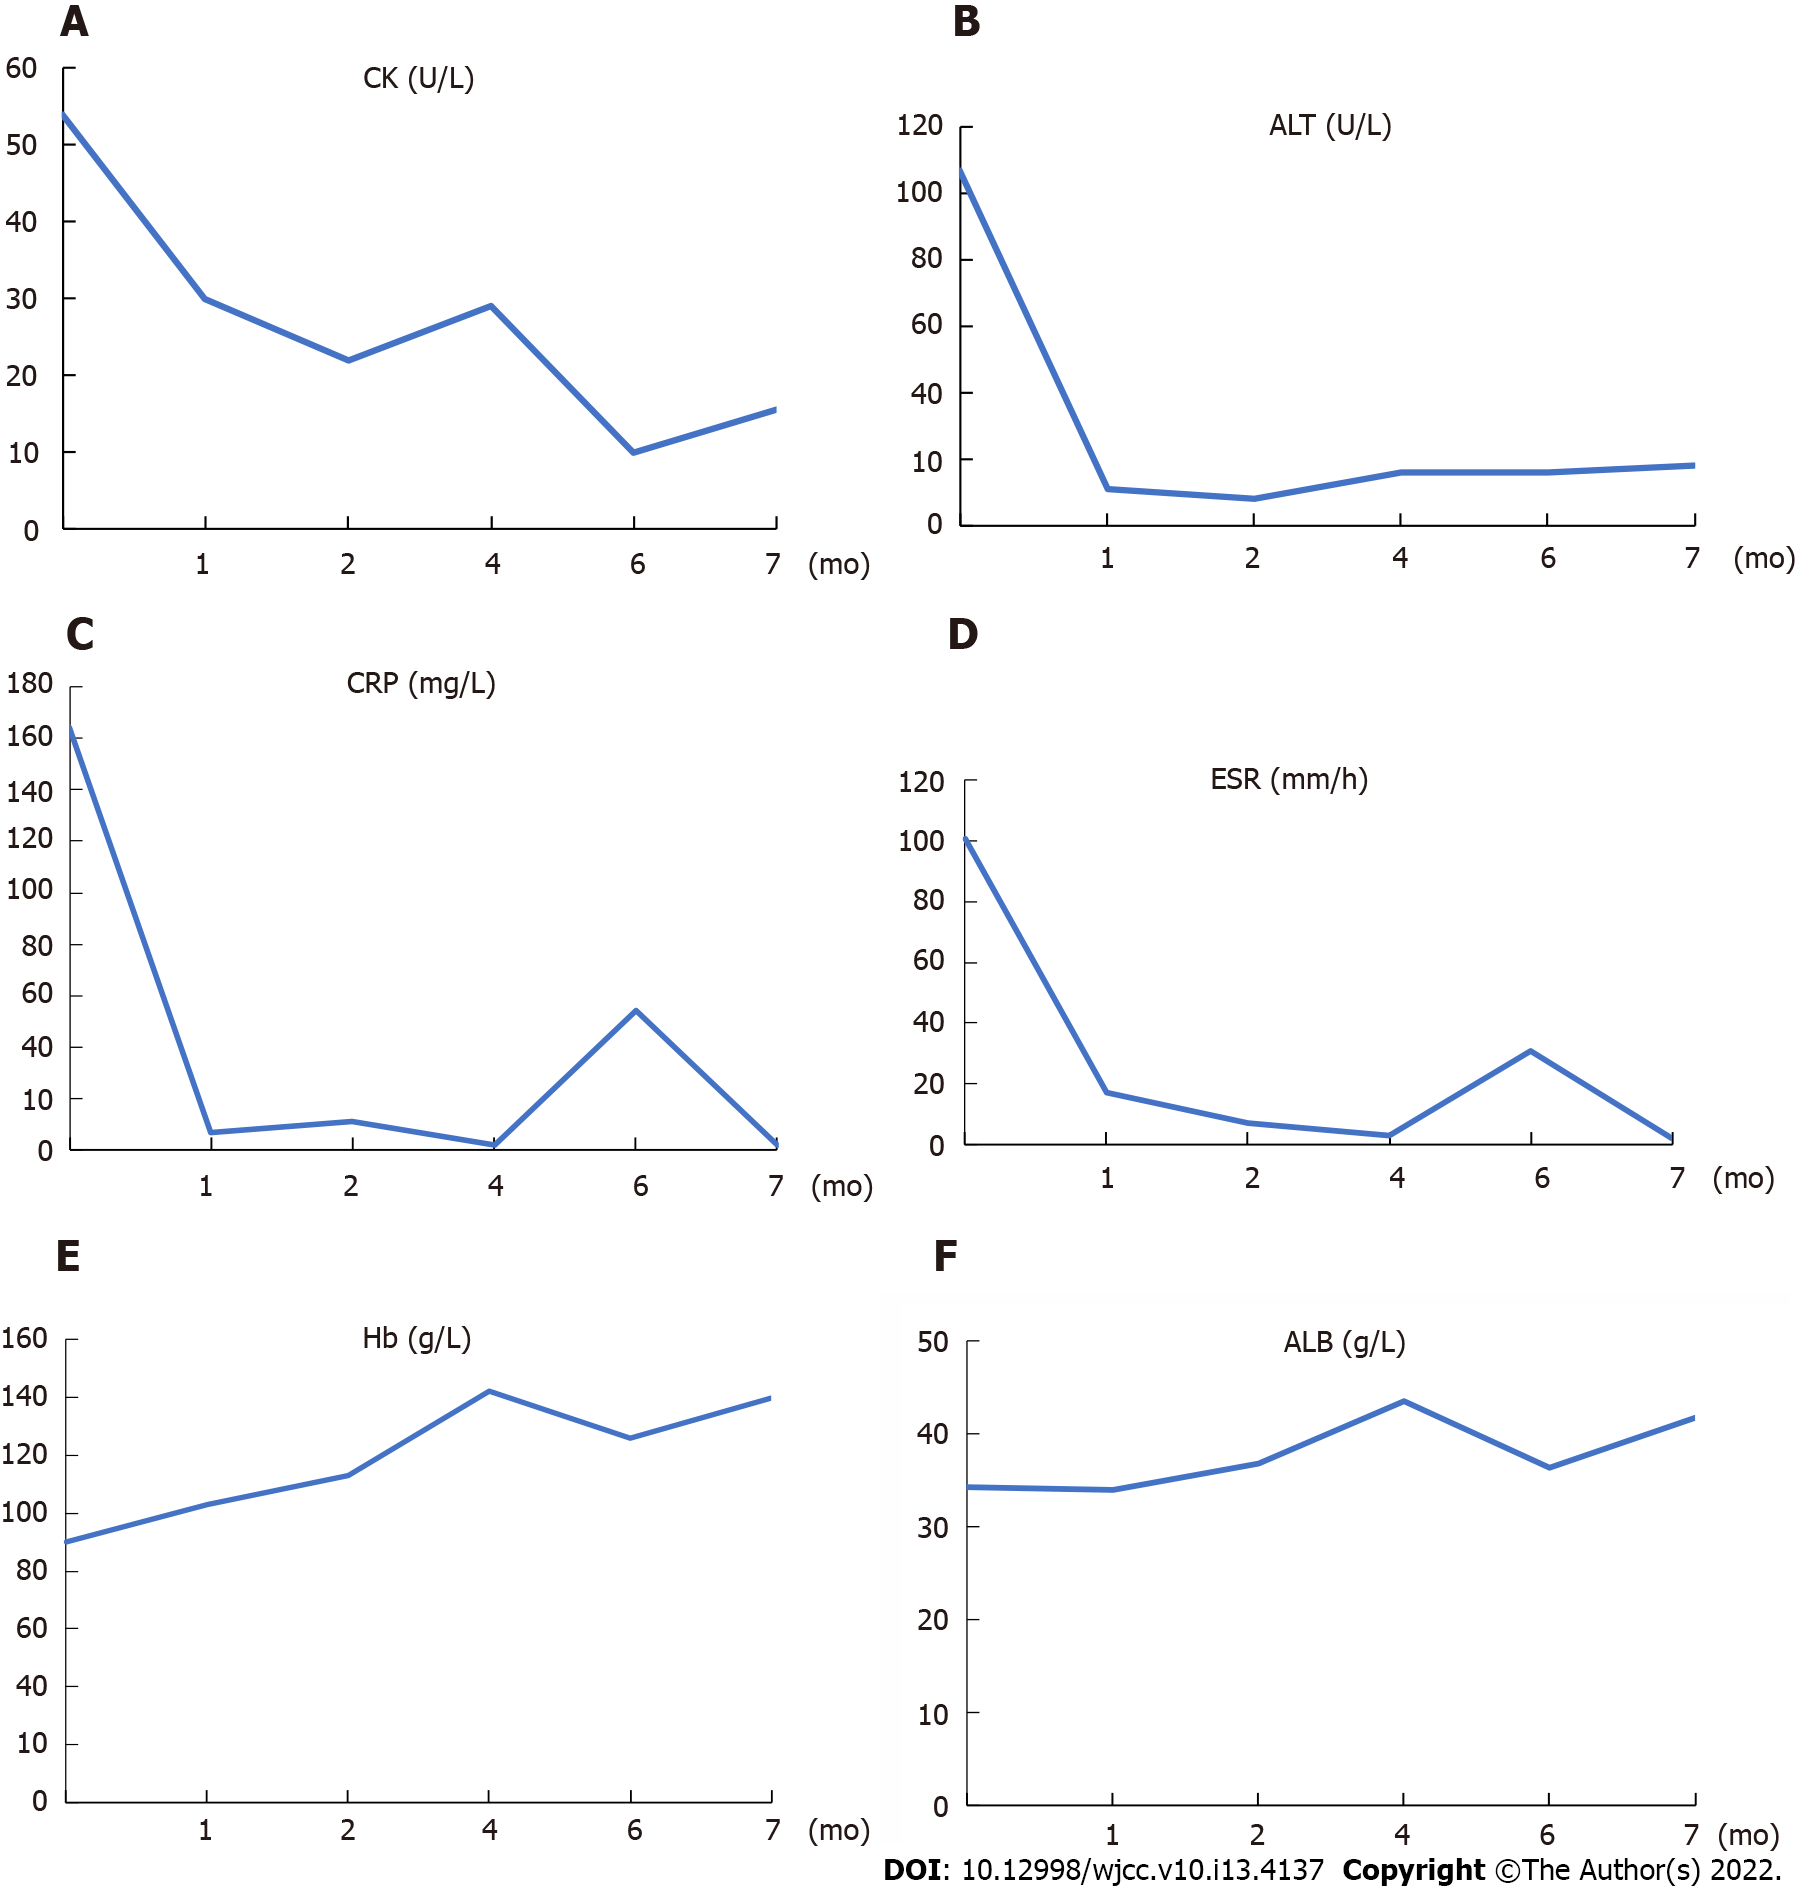 A
CK (U/L)
60
50
40
30
20
10
0
1 2 4 6 7 (mo)
B
ALT (U/L)
120
100
80
60
40
10
0
1 2 4 6 7 (mo)
C
CRP (mg/L)
180
160
140
120
100
80
60
40
10
0
1 2 4 6 7 (mo)
D
ESR (mm/h)
120
100
80
60
40
20
0
1 2 4 6 7 (mo)
E
Hb (g/L)
160
140
120
100
80
60
40
10
0
1 2 4 6 7 (mo)
F
ALB (g/L)
50
40
30
20
10
0
1 2 4 6 7 (mo)
DOI: 10.12998/wjcc.v10.i13.4137 Copyright ©The Author(s) 2022.